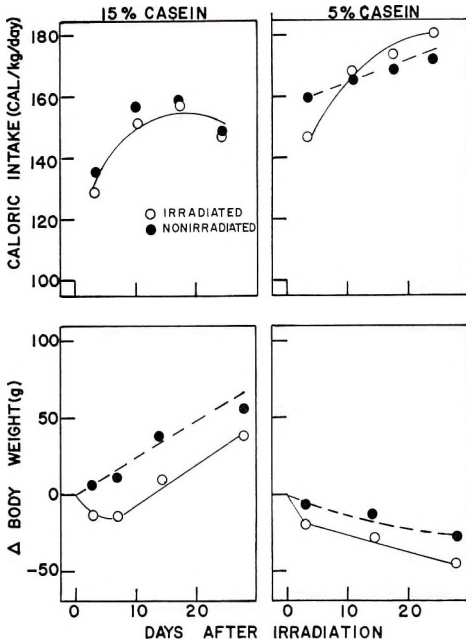 15% CASEIN
5% CASEIN
CALORIC INTAKE (CAL/kg/day)
180
160
140
120
100
IRRADIATED
NONIRRADIATED
Δ BODY WEIGHT(g)
100
50
0
-50
0 10 20
0 10 20
DAYS AFTER IRRADIATION